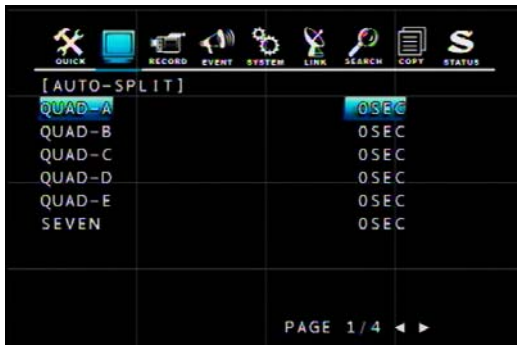 QUICK RECORD EVENT SYSTEM LINK SEARCH COPY STATUS
[AUTO-SPLIT]
QUAD-A 0SEC
QUAD-B 0SEC
QUAD-C 0SEC
QUAD-D 0SEC
QUAD-E 0SEC
SEVEN 0SEC
PAGE 1/4 ◄ ►